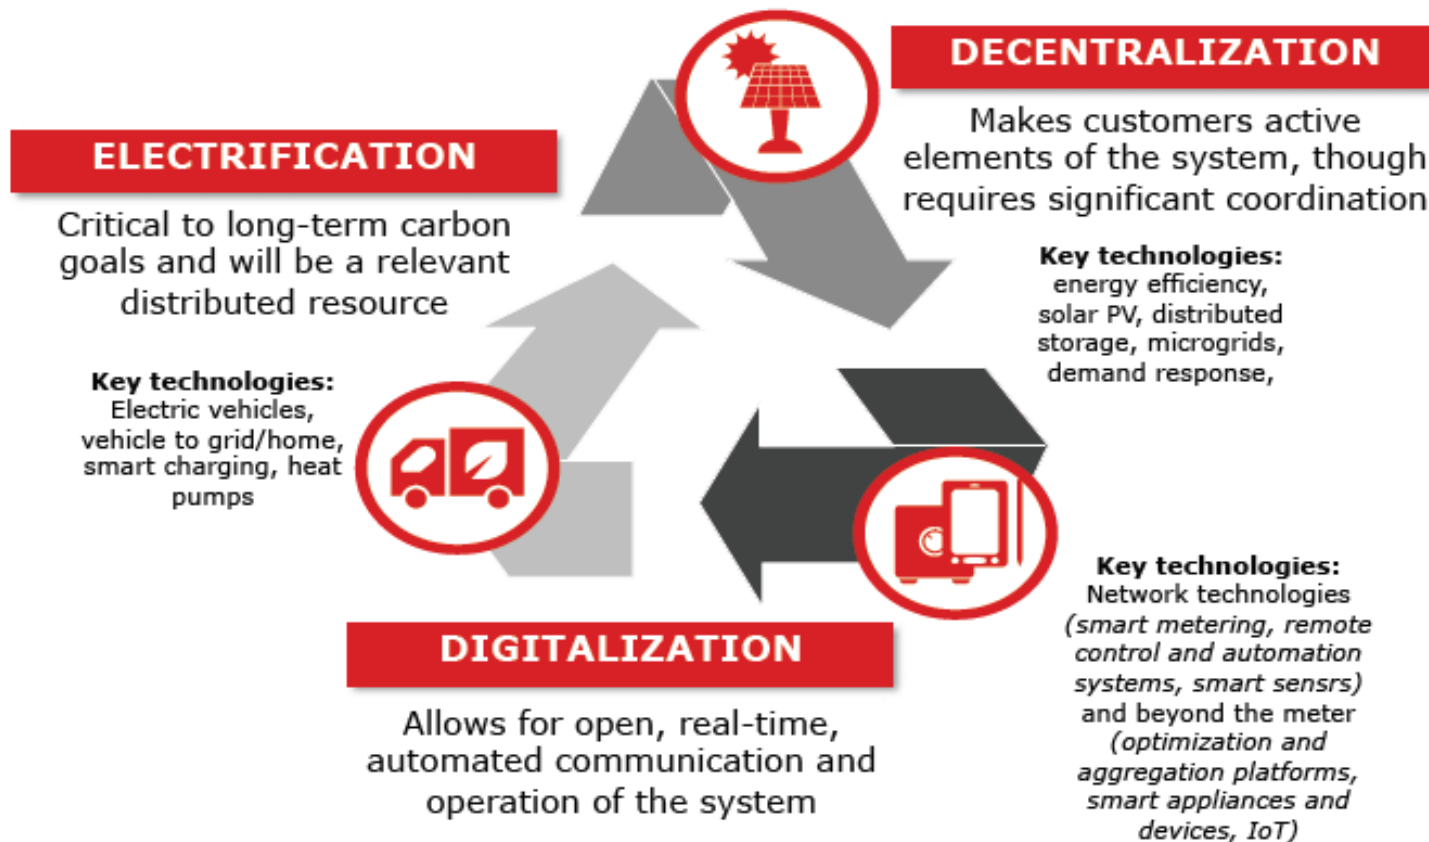 ELECTRIFICATION
Critical to long-term carbon
goals and will be a relevant
distributed resource
Key technologies:
Electric vehicles,
vehicle to grid/home,
smart charging, heat
pumps
DECENTRALIZATION
Makes customers active
elements of the system, though
requires significant coordination
Key technologies:
energy efficiency,
solar PV, distributed
storage, microgrids,
demand response,
DIGITALIZATION
Allows for open, real-time,
automated communication and
operation of the system
Key technologies:
Network technologies
(smart metering, remote
control and automation
systems, smart sensrs)
and beyond the meter
(optimization and
aggregation platforms,
smart appliances and
devices, IoT)